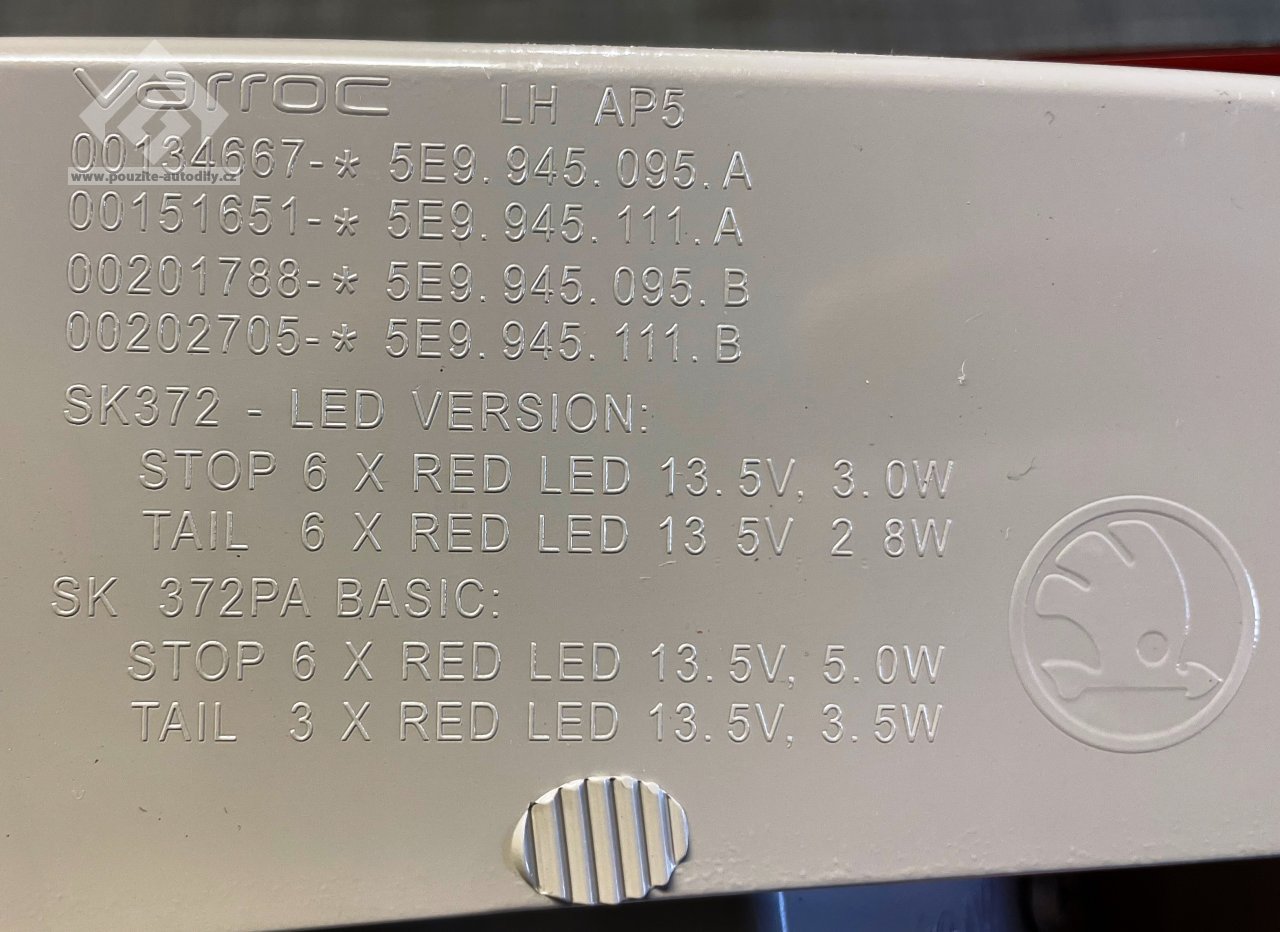 varroc LH AP5
00134667-* 5E9.945.095.A
www.pouzite-autodily.cz
00151651-* 5E9.945.111.A
00201788-* 5E9.945.095.B
00202705-* 5E9.945.111.B
SK372 - LED VERSION:
STOP 6 X RED LED 13.5V, 3.0W
TAIL 6 X RED LED 13 5V 2 8W
SK 372PA BASIC:
STOP 6 X RED LED 13.5V, 5.0W
TAIL 3 X RED LED 13.5V, 3.5W